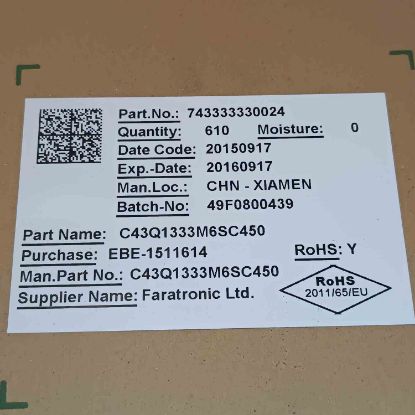 Part.No.: 743333330024
Quantity: 610 Moisture: 0
Date Code: 20150917
Exp.-Date: 20160917
Man.Loc.: CHN - XIAMEN
Batch-No: 49F0800439
Part Name: C43Q1333M6SC450
Purchase: EBE-1511614 RoHS: Y
Man.Part No.: C43Q1333M6SC450
Supplier Name: Faratronic Ltd.
RoHS
2011/65/EU